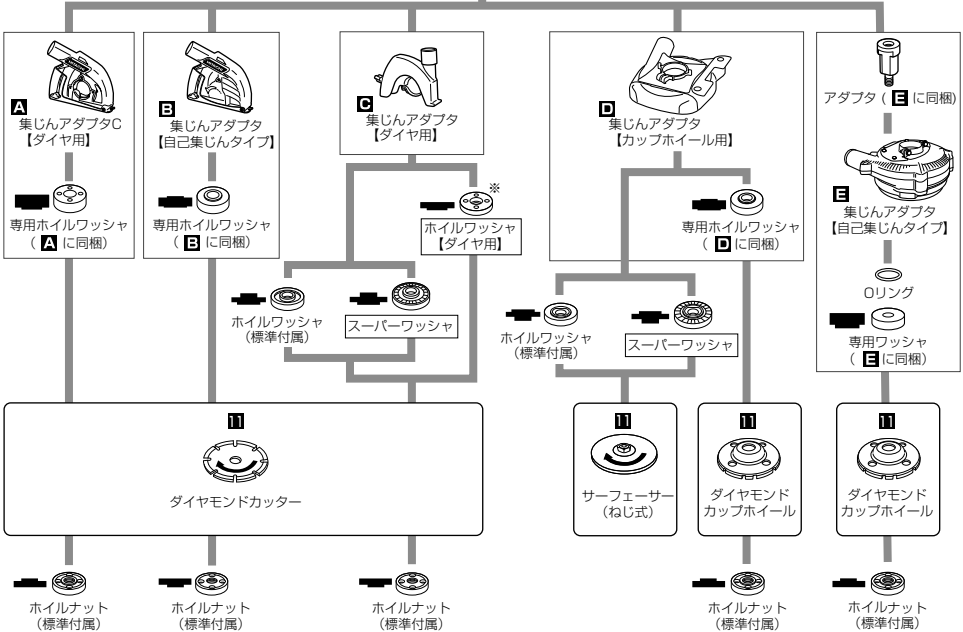 A
集じんアダプタC
【ダイヤ用】
専用ホイルワッシャ
( A に同梱)
B
集じんアダプタ
【自己集じんタイプ】
専用ホイルワッシャ
( B に同梱)
C
集じんアダプタ
【ダイヤ用】
※
ホイルワッシャ
【ダイヤ用】
ホイルワッシャ
(標準付属)
スーパーワッシャ
D
集じんアダプタ
【カップホイール用】
専用ホイルワッシャ
( D に同梱)
ホイルワッシャ
(標準付属)
スーパーワッシャ
アダプタ ( E に同梱)
E
集じんアダプタ
【自己集じんタイプ】
Oリング
専用ワッシャ
( E に同梱)
11
ダイヤモンドカッター
11
サーフェーサー
(ねじ式)
11
ダイヤモンド
カップホイール
11
ダイヤモンド
カップホイール
ホイルナット
(標準付属)
ホイルナット
(標準付属)
ホイルナット
(標準付属)
ホイルナット
(標準付属)
ホイルナット
(標準付属)